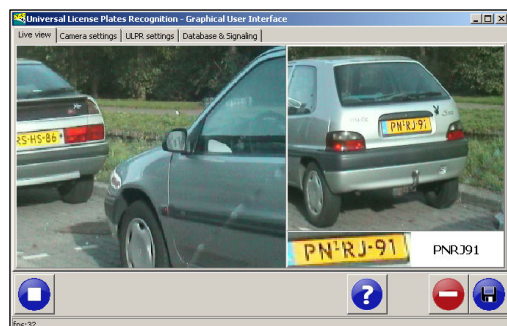 Universal License Plates Recognition - Graphical User Interface
Live view
Camera settings
ULPR settings
Database & Signaling
RS-HS-86
PN-RJ-91
PN-RJ-91
PNRJ91
?
fps:32